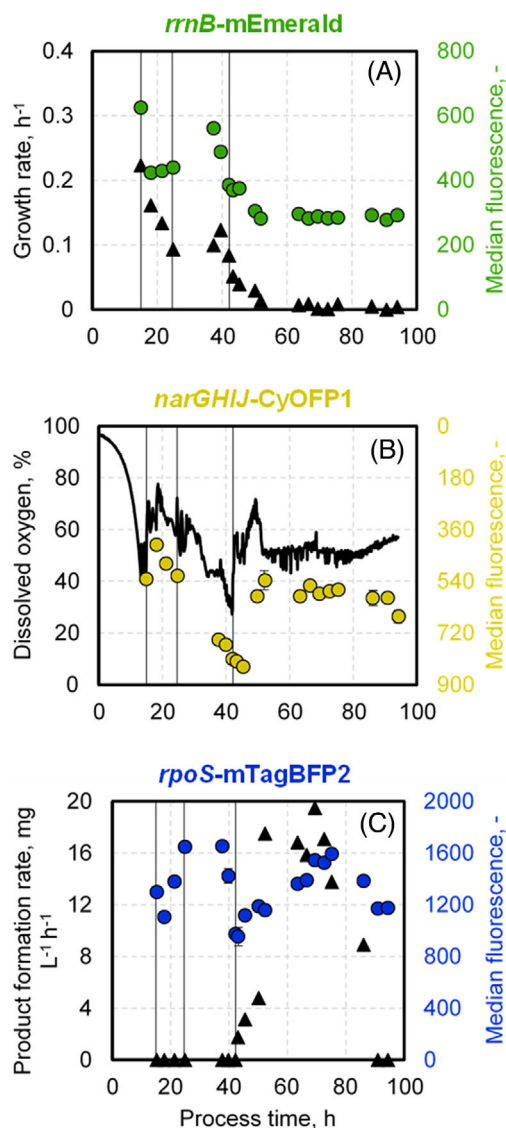 rrnB-mEmerald
(A)
Growth rate, h-1
0.4
0.3
0.2
0.1
0
800
600
400
200
0
Median fluorescence, -
0 20 40 60 80 100
narGHIJ-CyOFP1
(B)
Dissolved oxygen, %
100
80
60
40
20
0
0
180
360
540
720
900
Median fluorescence, -
0 20 40 60 80 100
rpoS-mTagBFP2
(C)
Product formation rate, mg
L-1 h-1
20
16
12
8
4
0
2000
1600
1200
800
400
0
Median fluorescence, -
0 20 40 60 80 100
Process time, h